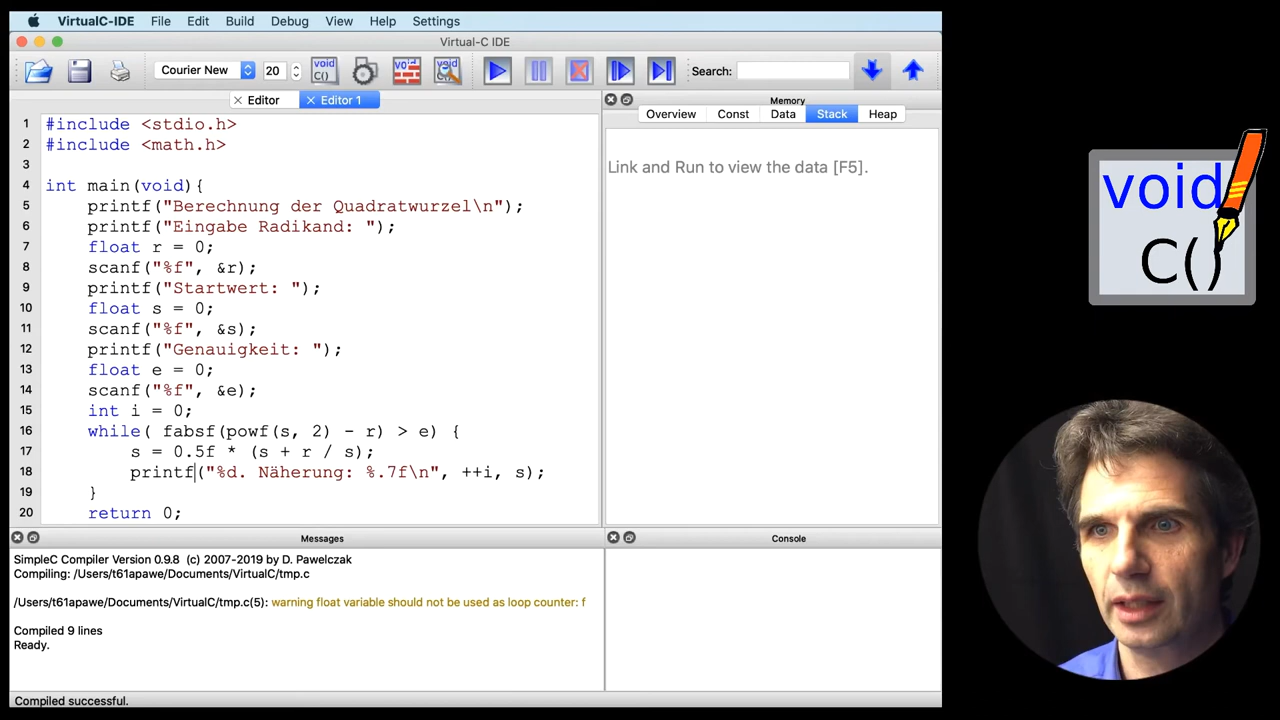 VirtualC-IDE File Edit Build Debug View Help Settings
Virtual-C IDE
Courier New 20 void C() void Search:
Editor Editor 1
1 #include <stdio.h>
2 #include <math.h>
3
4 int main(void){
5 printf("Berechnung der Quadratwurzel\n");
6 printf("Eingabe Radikand: ");
7 float r = 0;
8 scanf("%f", &r);
9 printf("Startwert: ");
10 float s = 0;
11 scanf("%f", &s);
12 printf("Genauigkeit: ");
13 float e = 0;
14 scanf("%f", &e);
15 int i = 0;
16 while( fabsf(powf(s, 2) - r) > e) {
17 s = 0.5f * (s + r / s);
18 printf("%d. Näherung: %.7f\n", ++i, s);
19 }
20 return 0;
Memory
Overview Const Data Stack Heap
Link and Run to view the data [F5].
void
C()
Messages
SimpleC Compiler Version 0.9.8 (c) 2007-2019 by D. Pawelczak
Compiling: /Users/t61apawe/Documents/VirtualC/tmp.c
/Users/t61apawe/Documents/VirtualC/tmp.c(5): warning float variable should not be used as loop counter: f
Compiled 9 lines
Ready.
Console
Compiled successful.